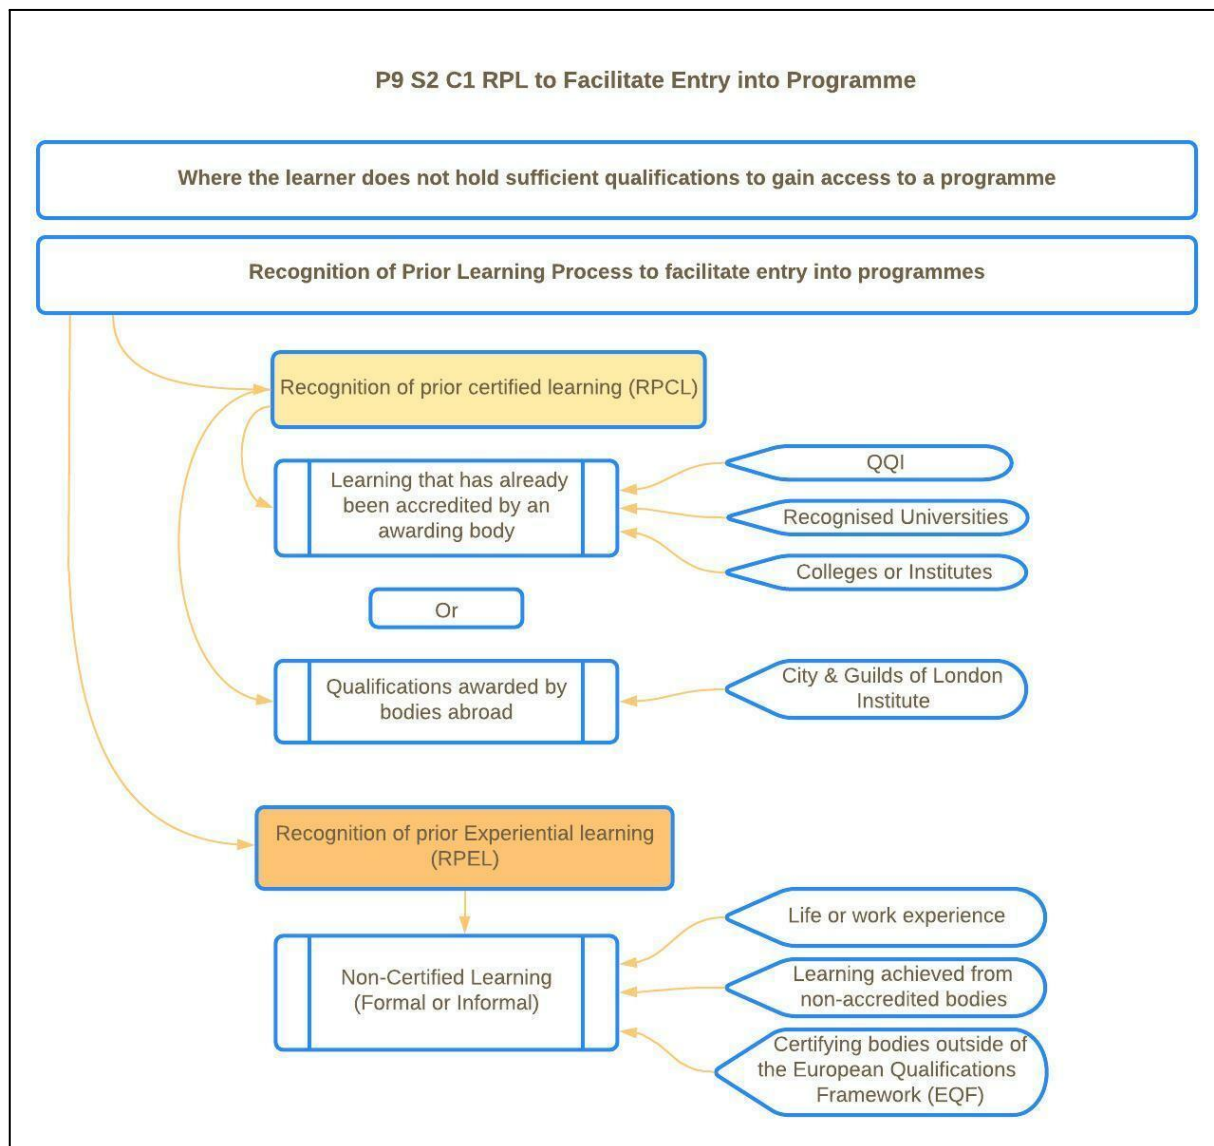 P9 S2 C1 RPL to Facilitate Entry into Programme
Where the learner does not hold sufficient qualifications to gain access to a programme
Recognition of Prior Learning Process to facilitate entry into programmes
Recognition of prior certified learning (RPCL)
Learning that has already
been accredited by an
awarding body
QQI
Recognised Universities
Colleges or Institutes
Or
Qualifications awarded by
bodies abroad
City & Guilds of London
Institute
Recognition of prior Experiential learning
(RPEL)
Non-Certified Learning
(Formal or Informal)
Life or work experience
Learning achieved from
non-accredited bodies
Certifying bodies outside of
the European Qualifications
Framework (EQF)